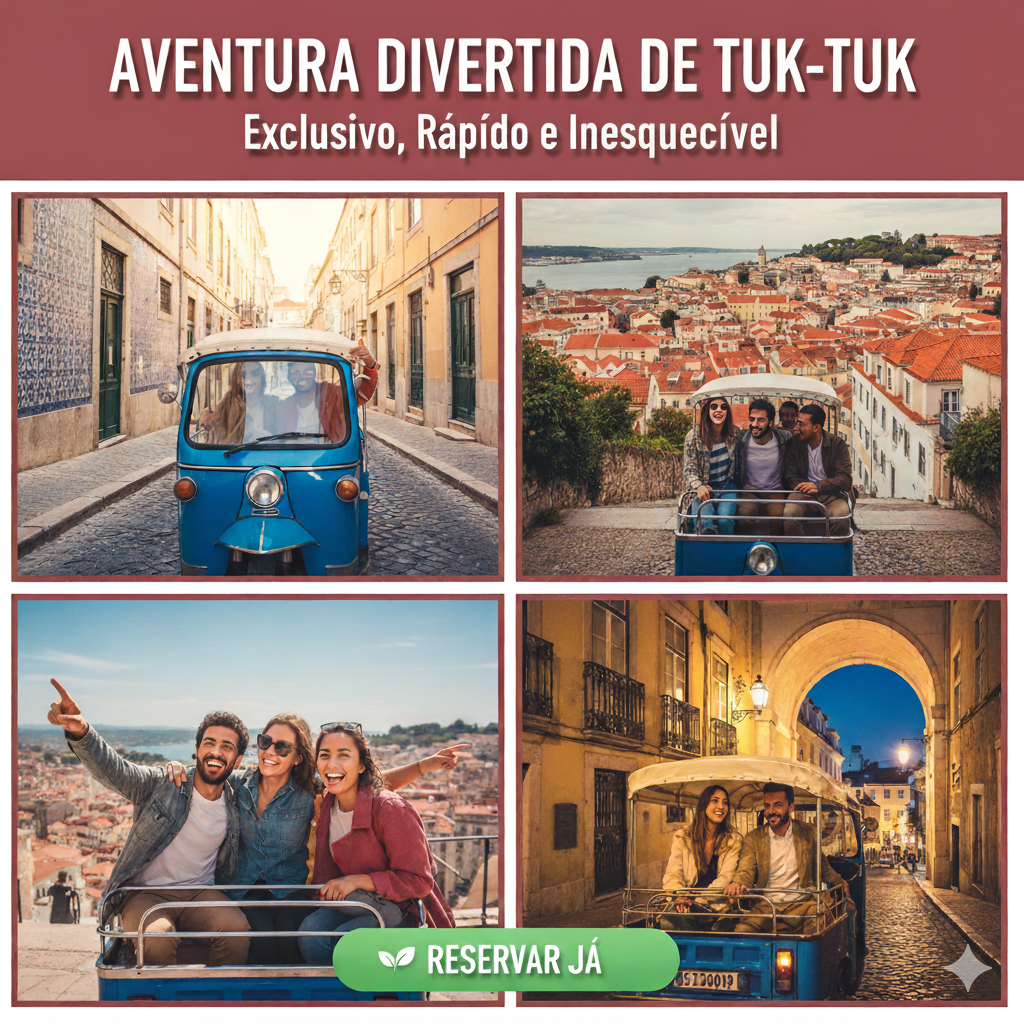 AVENTURA DIVERTIDA DE TUK-TUK
Exclusivo, Rápído e Inesquecível
RESERVAR JÁ